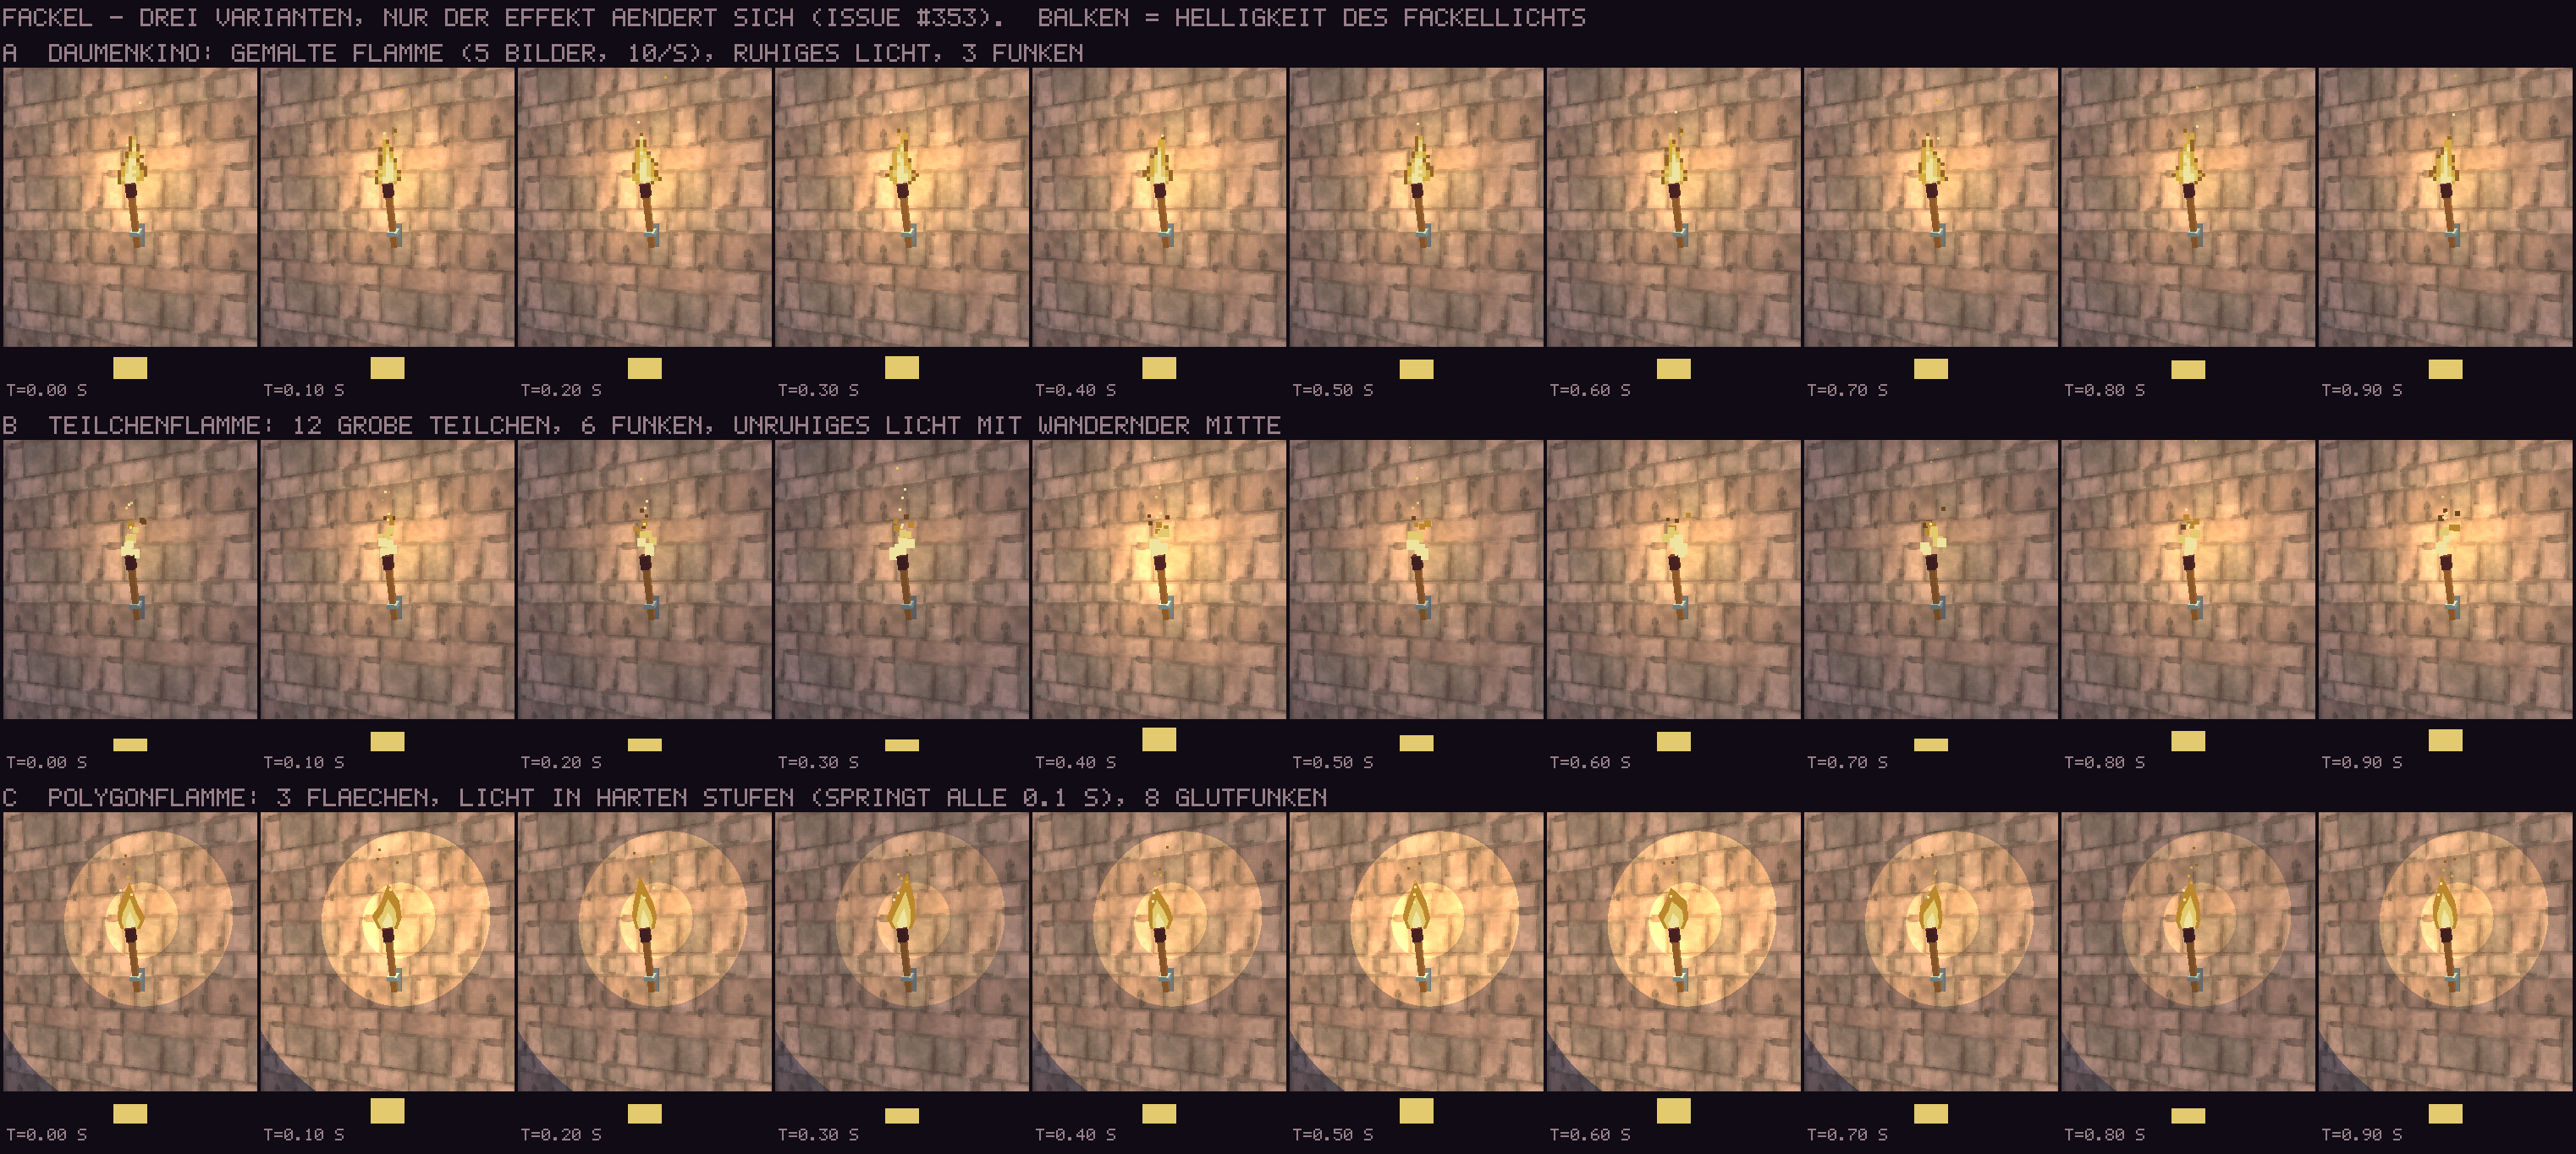 FACKEL - DREI VARIANTEN, NUR DER EFFEKT AENDERT SICH (ISSUE #353).  BALKEN = HELLIGKEIT DES FACKELLICHTS
A  DAUMENKINO: GEMALTE FLAMME (5 BILDER, 10/S), RUHIGES LICHT, 3 FUNKEN
T=0.00 S T=0.10 S T=0.20 S T=0.30 S T=0.40 S T=0.50 S T=0.60 S T=0.70 S T=0.80 S T=0.90 S
B  TEILCHENFLAMME: 12 GROBE TEILCHEN, 6 FUNKEN, UNRUHIGES LICHT MIT WANDERNDER MITTE
T=0.00 S T=0.10 S T=0.20 S T=0.30 S T=0.40 S T=0.50 S T=0.60 S T=0.70 S T=0.80 S T=0.90 S
C  POLYGONFLAMME: 3 FLAECHEN, LICHT IN HARTEN STUFEN (SPRINGT ALLE 0.1 S), 8 GLUTFUNKEN
T=0.00 S T=0.10 S T=0.20 S T=0.30 S T=0.40 S T=0.50 S T=0.60 S T=0.70 S T=0.80 S T=0.90 S